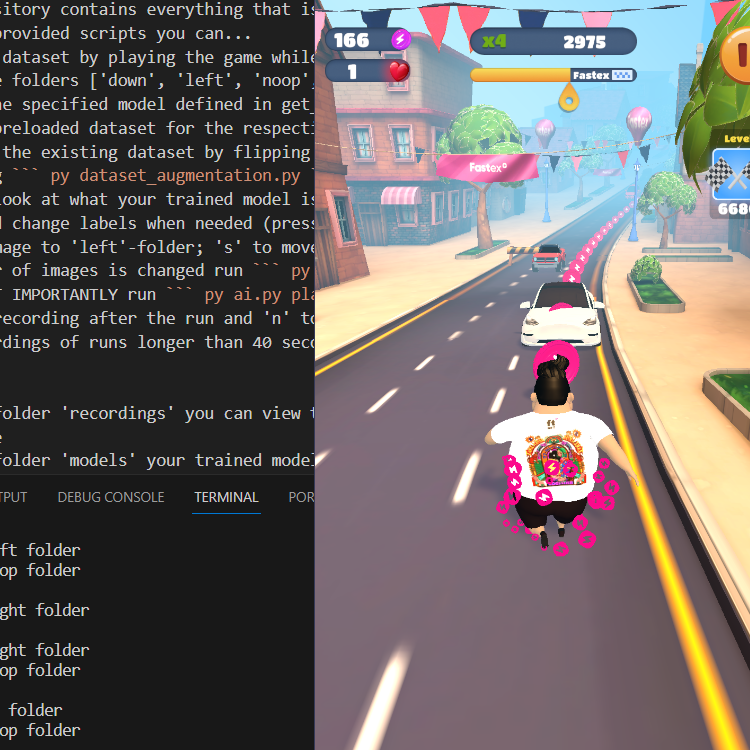 sitory contains everything that is
provided scripts you can...
dataset by playing the game while
e folders ['down', 'left', 'noop',
he specified model defined in get_
preloaded dataset for the respecti
the existing dataset by flipping
g ``` py dataset_augmentation.py
look at what your trained model is
d change labels when needed (press
mage to 'left'-folder; 's' to move
r of images is changed run ``` py
T IMPORTANTLY run ``` py ai.py pla
recording after the run and 'n' to
rdings of runs longer than 40 seco
folder 'recordings' you can view t
e
folder 'models' your trained model
TPUT DEBUG CONSOLE TERMINAL POR
ft folder
op folder
ght folder
ght folder
op folder
folder
op folder
166
1
x4 2975
Fastex
Fastex
Level
668